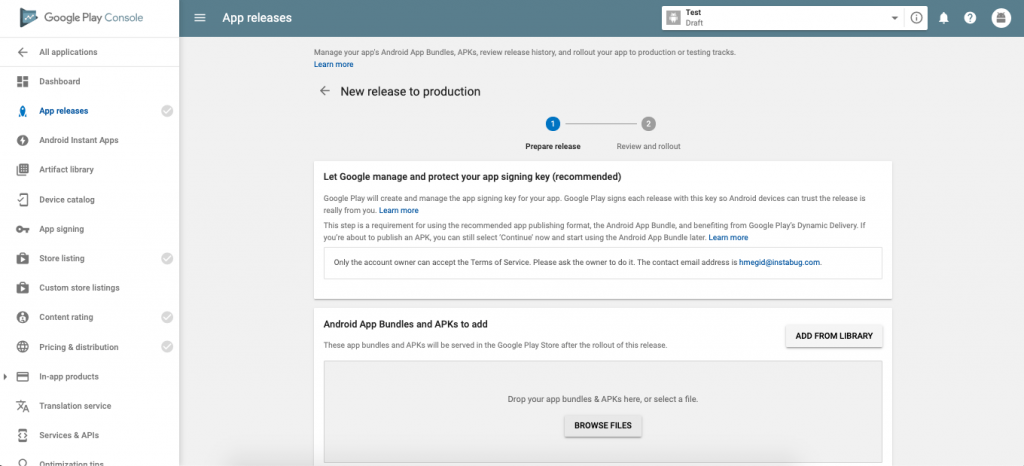 Google Play Console
App releases
Test
Draft
All applications
Dashboard
App releases
Android Instant Apps
Artifact library
Device catalog
App signing
Store listing
Custom store listings
Content rating
Pricing & distribution
In-app products
Translation service
Services & APIs
Optimization tips
Manage your app's Android App Bundles, APKs, review release history, and rollout your app to production or testing tracks.
Learn more
New release to production
1
2
Prepare release
Review and rollout
Let Google manage and protect your app signing key (recommended)
Google Play will create and manage the app signing key for your app. Google Play signs each release with this key so Android devices can trust the release is
really from you. Learn more
This step is a requirement for using the recommended app publishing format, the Android App Bundle, and benefiting from Google Play's Dynamic Delivery. If
you're about to publish an APK, you can still select 'Continue' now and start using the Android App Bundle later. Learn more
Only the account owner can accept the Terms of Service. Please ask the owner to do it. The contact email address is hmegid@instabug.com.
Android App Bundles and APKs to add
These app bundles and APKs will be served in the Google Play Store after the rollout of this release.
ADD FROM LIBRARY
Drop your app bundles & APKs here, or select a file.
BROWSE FILES